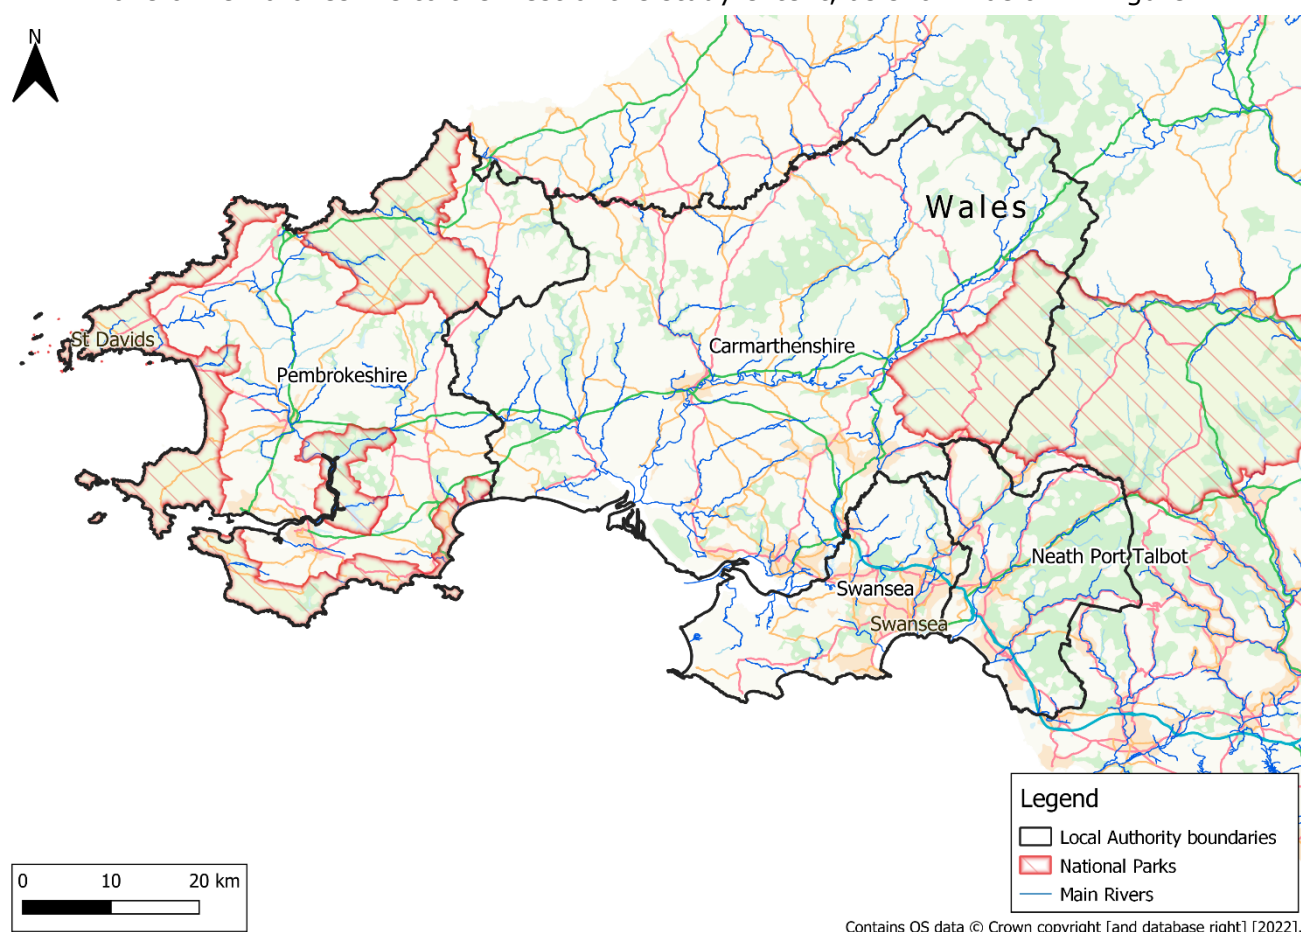 N
Wales
St Davids
Carmarthenshire
Pembrokeshire
Neath Port Talbot
Swansea
Swansea
Legend
Local Authority boundaries
National Parks
Main Rivers
0 10 20 km
Contains OS data © Crown copyright [and database right] [2022].